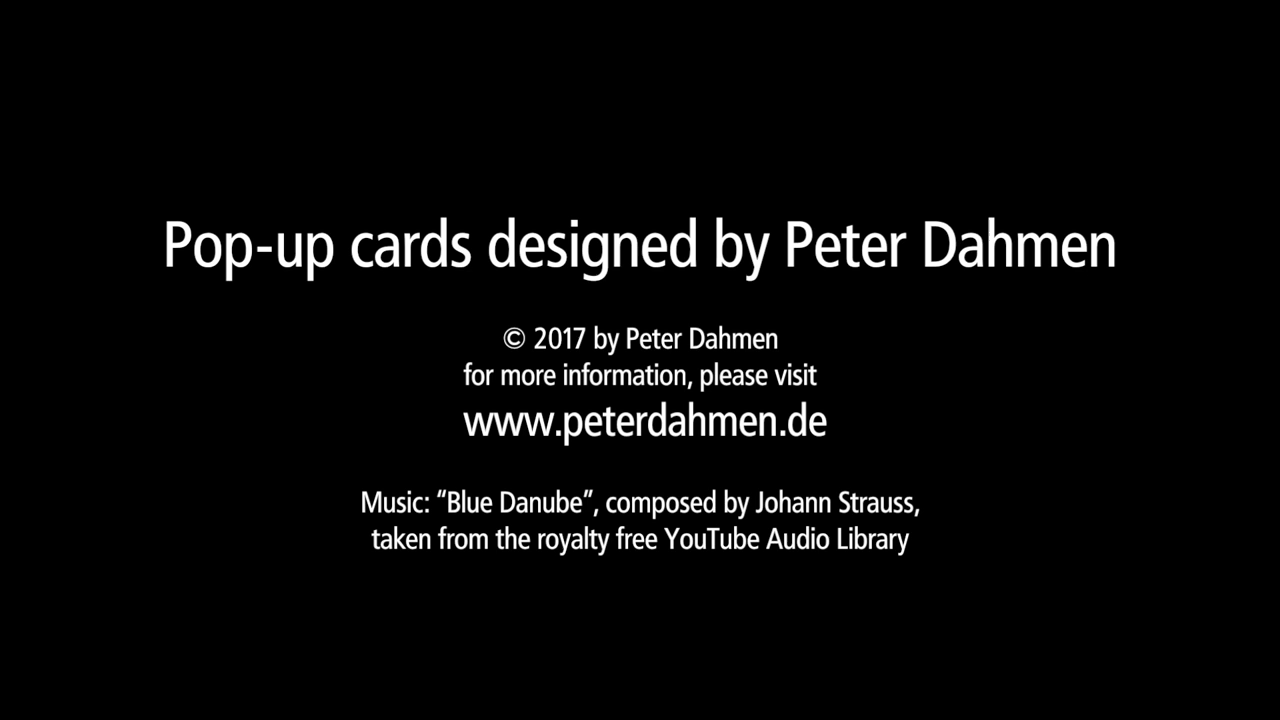 Pop-up cards designed by Peter Dahmen
© 2017 by Peter Dahmen
for more information, please visit
www.peterdahmen.de
Music: “Blue Danube”, composed by Johann Strauss,
taken from the royalty free YouTube Audio Library